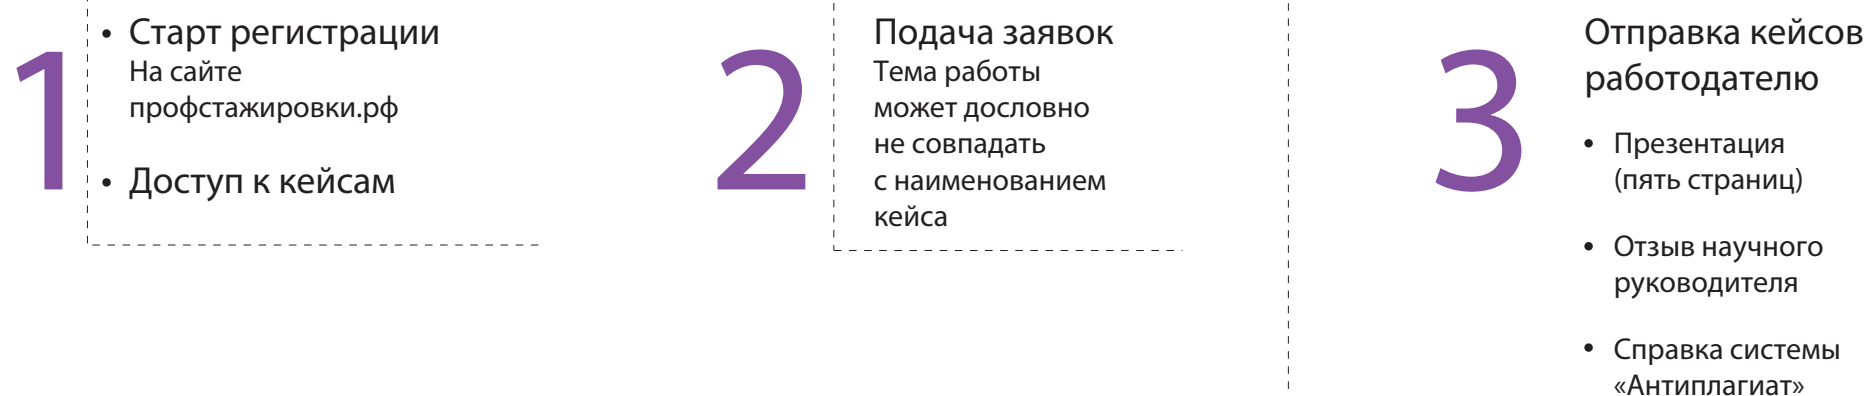 1
• Старт регистрации
На сайте
профстажировки.рф
• Доступ к кейсам
2
Подача заявок
Тема работы
может дословно
не совпадать
с наименованием
кейса
3
Отправка кейсов
работодателю
• Презентация
(пять страниц)
• Отзыв научного
руководителя
• Справка системы
«Антиплагиат»